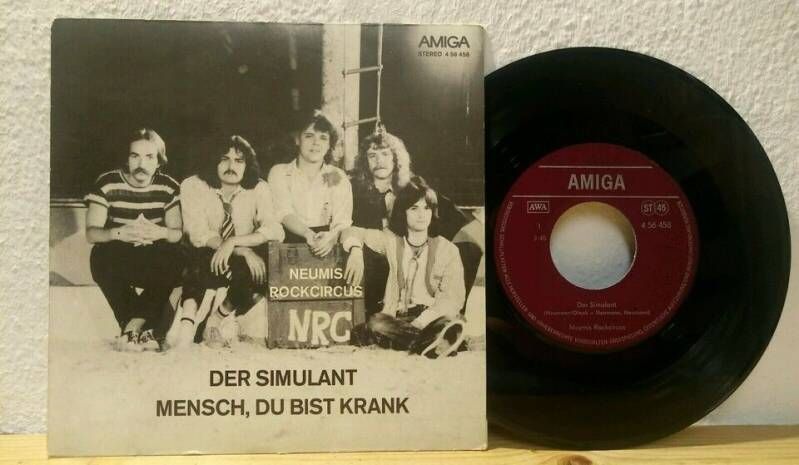 AMIGA
STEREO 4 56 456
NEUMIS
ROCKCIRCUS
NRC
DER SIMULANT
MENSCH, DU BIST KRANK
AMIGA
AWA
ST 45
1
4 56 456
Der Simulant
Neumis Rockcircus